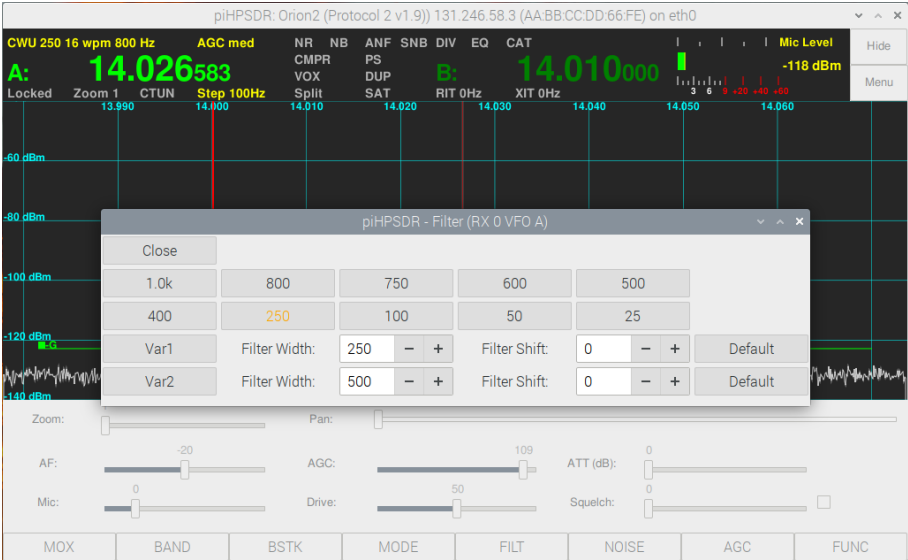 piHPSDR: Orion2 (Protocol 2 v1.9)) 131.246.58.3 (AA:BB:CC:DD:66:FE) on eth0
CWU 250 16 wpm 800 Hz AGC med NR NB ANF SNB DIV EQ CAT Mic Level Hide
CMPR PS
A: 14.026583 VOX DUP B: 14.010000 -118 dBm
Locked Zoom 1 CTUN Step 100Hz Split SAT RIT 0Hz XIT 0Hz 3 6 9 +20 +40 +60 Menu
13.990 14.000 14.010 14.020 14.030 14.040 14.050 14.060
-60 dBm
-80 dBm
piHPSDR - Filter (RX 0 VFO A)
Close
-100 dBm
1.0k 800 750 600 500
400 250 100 50 25
-120 dBm
-G
Var1 Filter Width: 250 − + Filter Shift: 0 − + Default
Var2 Filter Width: 500 − + Filter Shift: 0 − + Default
-140 dBm
Zoom: Pan:
-20 109 0
AF: AGC: ATT (dB):
0 50 0
Mic: Drive: Squelch:
MOX BAND BSTK MODE FILT NOISE AGC FUNC